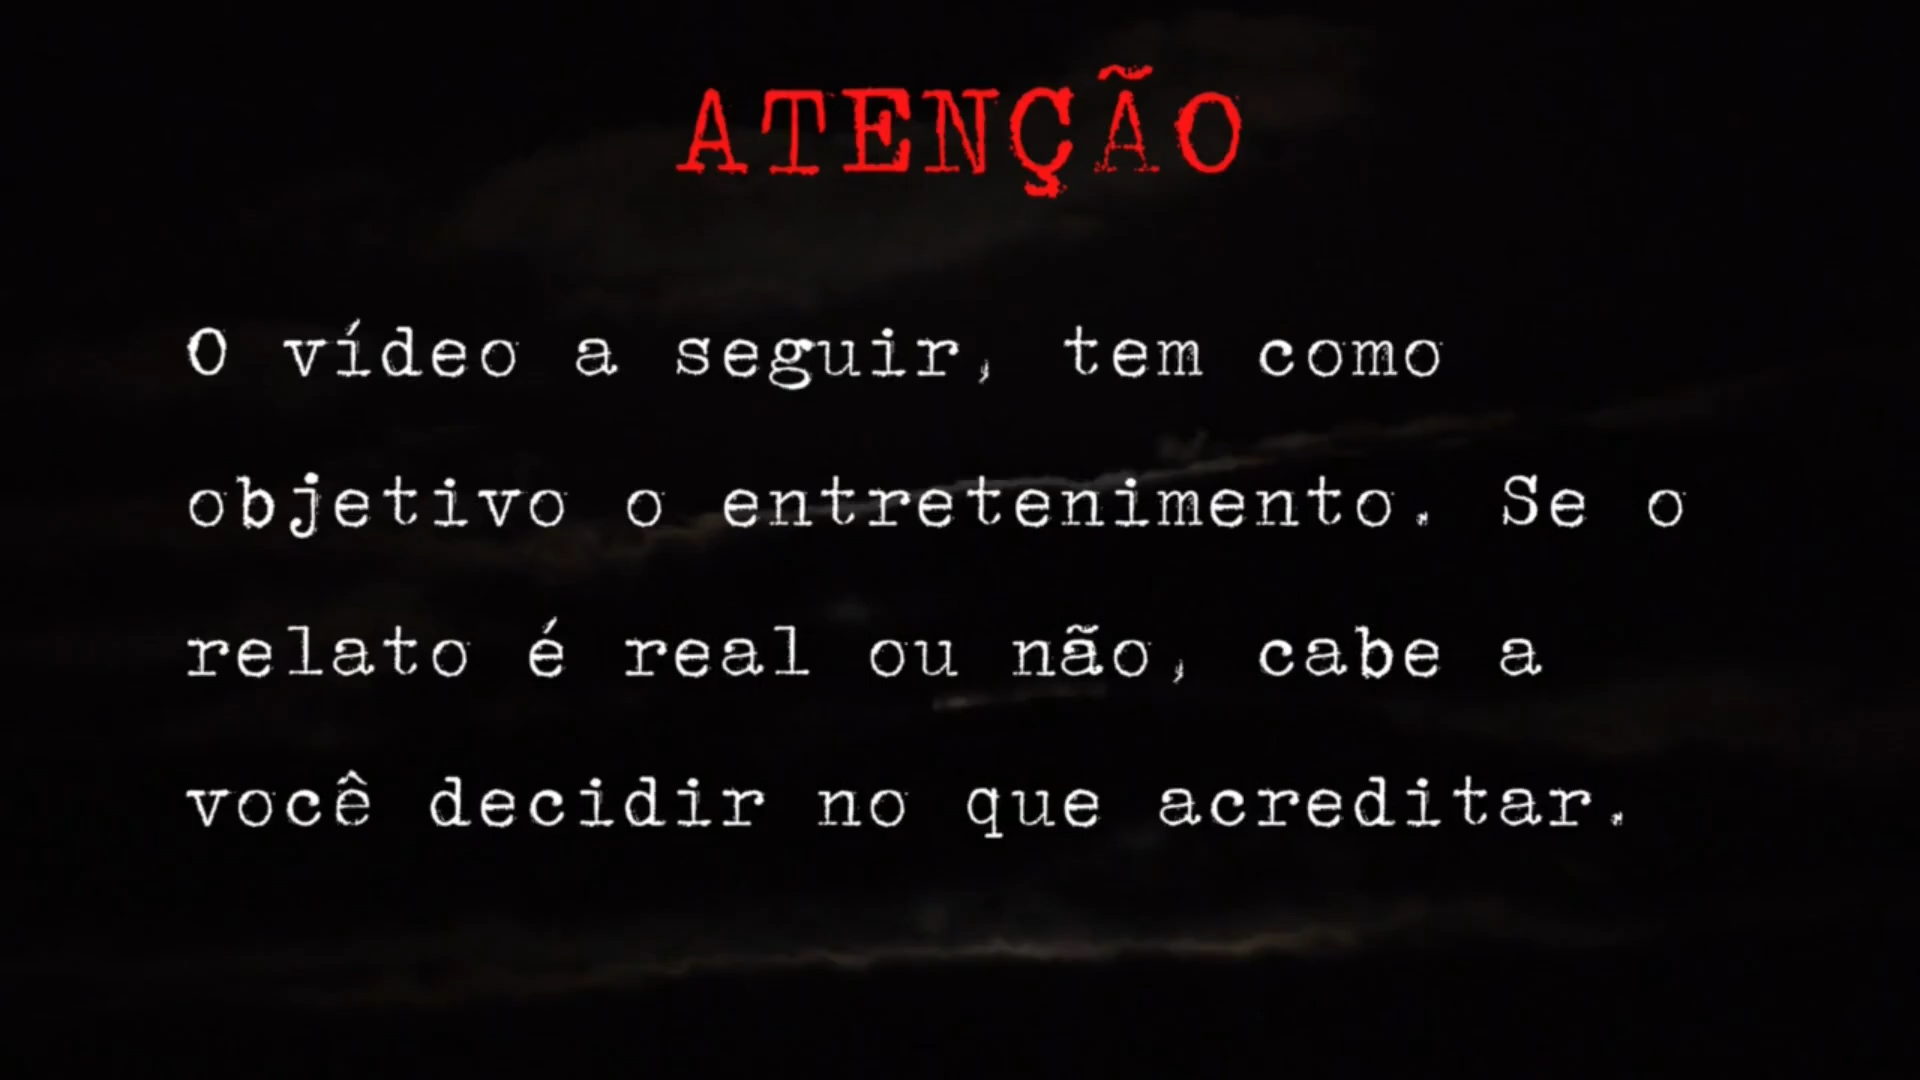 ATENÇÃO
O vídeo a seguir, tem como
objetivo o entretenimento. Se o
relato é real ou não, cabe a
você decidir no que acreditar.